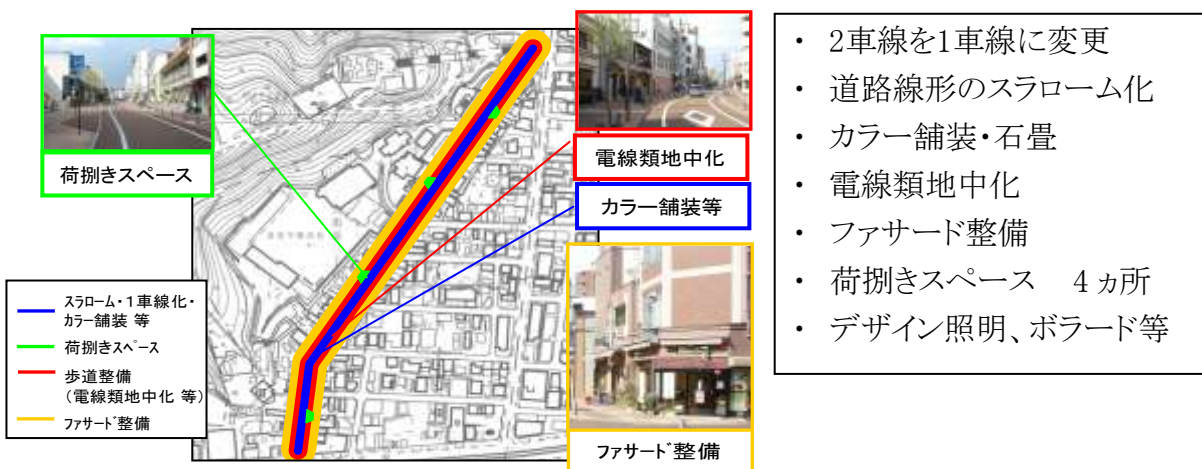 荷捌きスペース
電線類地中化
カラー舗装等
ファサード整備
スラローム・１車線化・
カラー舗装 等
荷捌きスペース
歩道整備
（電線類地中化 等）
ファサード整備
・ 2車線を1車線に変更
・ 道路線形のスラローム化
・ カラー舗装・石畳
・ 電線類地中化
・ ファサード整備
・ 荷捌きスペース　4ヵ所
・ デザイン照明、ボラード等